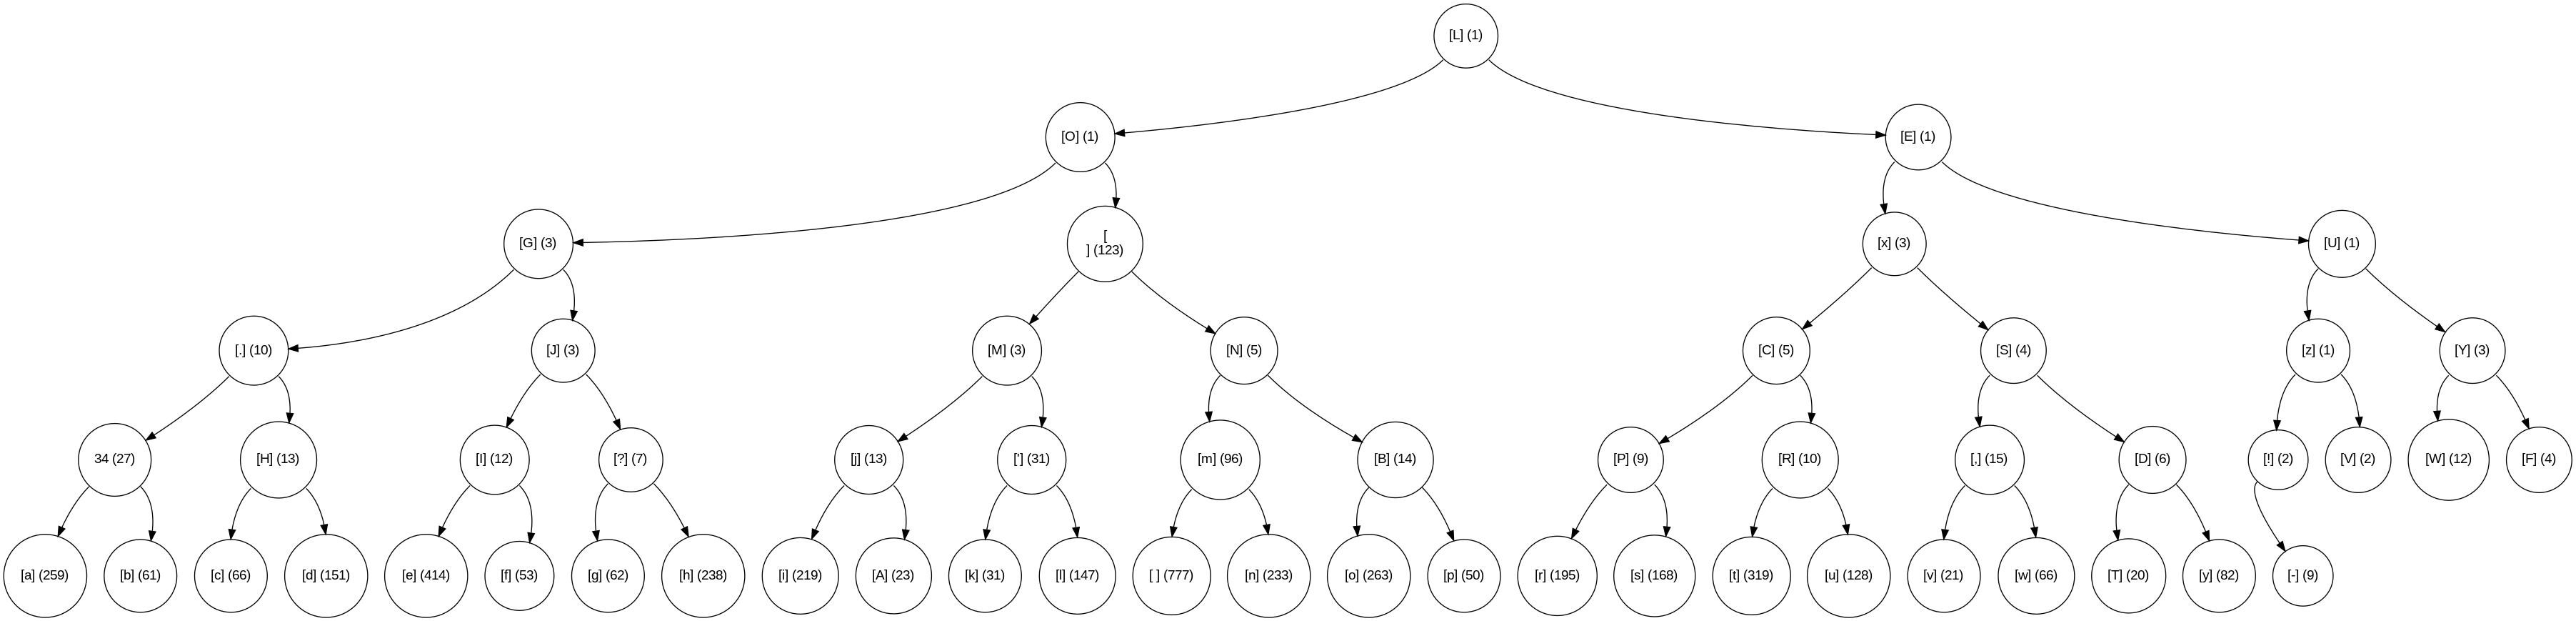 [L] (1)
[O] (1)
[E] (1)
[G] (3)
[
] (123)
[x] (3)
[U] (1)
[.] (10)
[J] (3)
[M] (3)
[N] (5)
[C] (5)
[S] (4)
[z] (1)
[Y] (3)
34 (27)
[H] (13)
[I] (12)
[?] (7)
[j] (13)
['] (31)
[m] (96)
[B] (14)
[P] (9)
[R] (10)
[,] (15)
[D] (6)
[!] (2)
[V] (2)
[W] (12)
[F] (4)
[a] (259)
[b] (61)
[c] (66)
[d] (151)
[e] (414)
[f] (53)
[g] (62)
[h] (238)
[i] (219)
[A] (23)
[k] (31)
[l] (147)
[ ] (777)
[n] (233)
[o] (263)
[p] (50)
[r] (195)
[s] (168)
[t] (319)
[u] (128)
[v] (21)
[w] (66)
[T] (20)
[y] (82)
[-] (9)